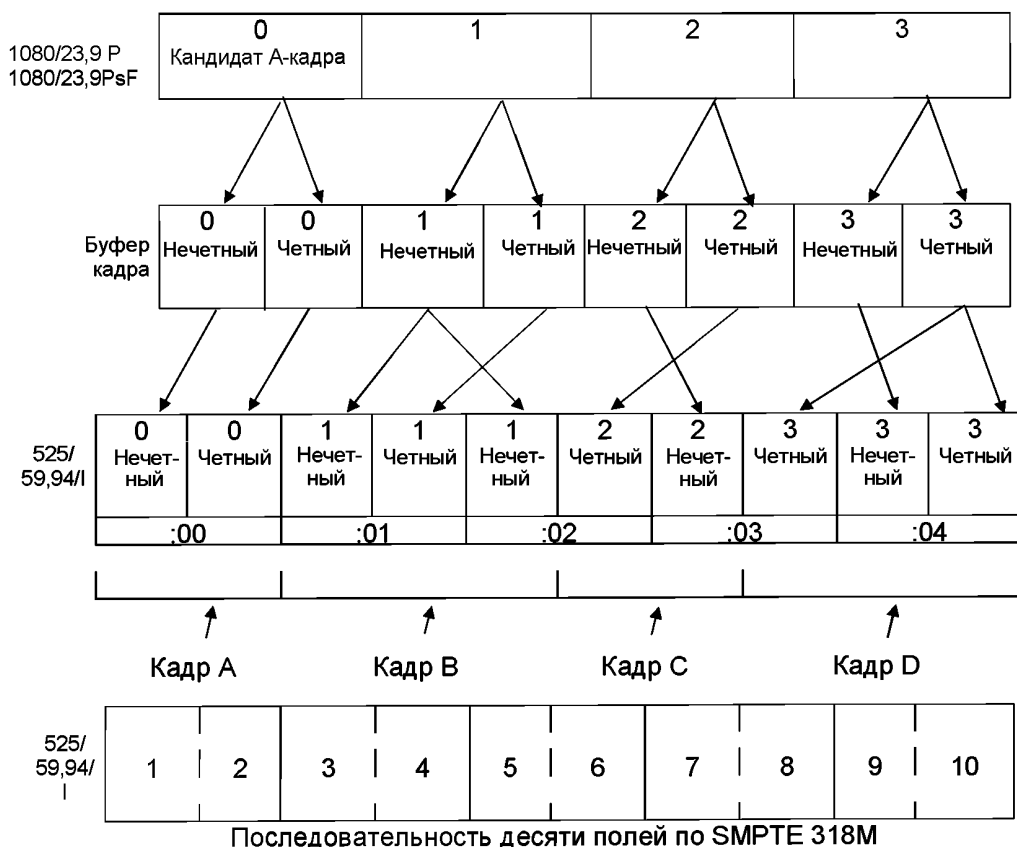 0 1 2 3
1080/23,9 P
1080/23,9PsF
Кандидат А-кадра
0 0 1 1 2 2 3 3
Буфер
кадра
Нечетный Четный Нечетный Четный Нечетный Четный Нечетный Четный
0 0 1 1 1 2 2 3 3 3
525/
59,94/I
Нечет-
ный
Четный
Нечет-
ный
Четный
Нечет-
ный
Четный
Нечет-
ный
Четный
Нечет-
ный
Четный
:00 :01 :02 :03 :04
Кадр A Кадр B Кадр C Кадр D
525/
59,94/
I
1 2 3 4 5 6 7 8 9 10
Последовательность десяти полей по SMPTE 318M